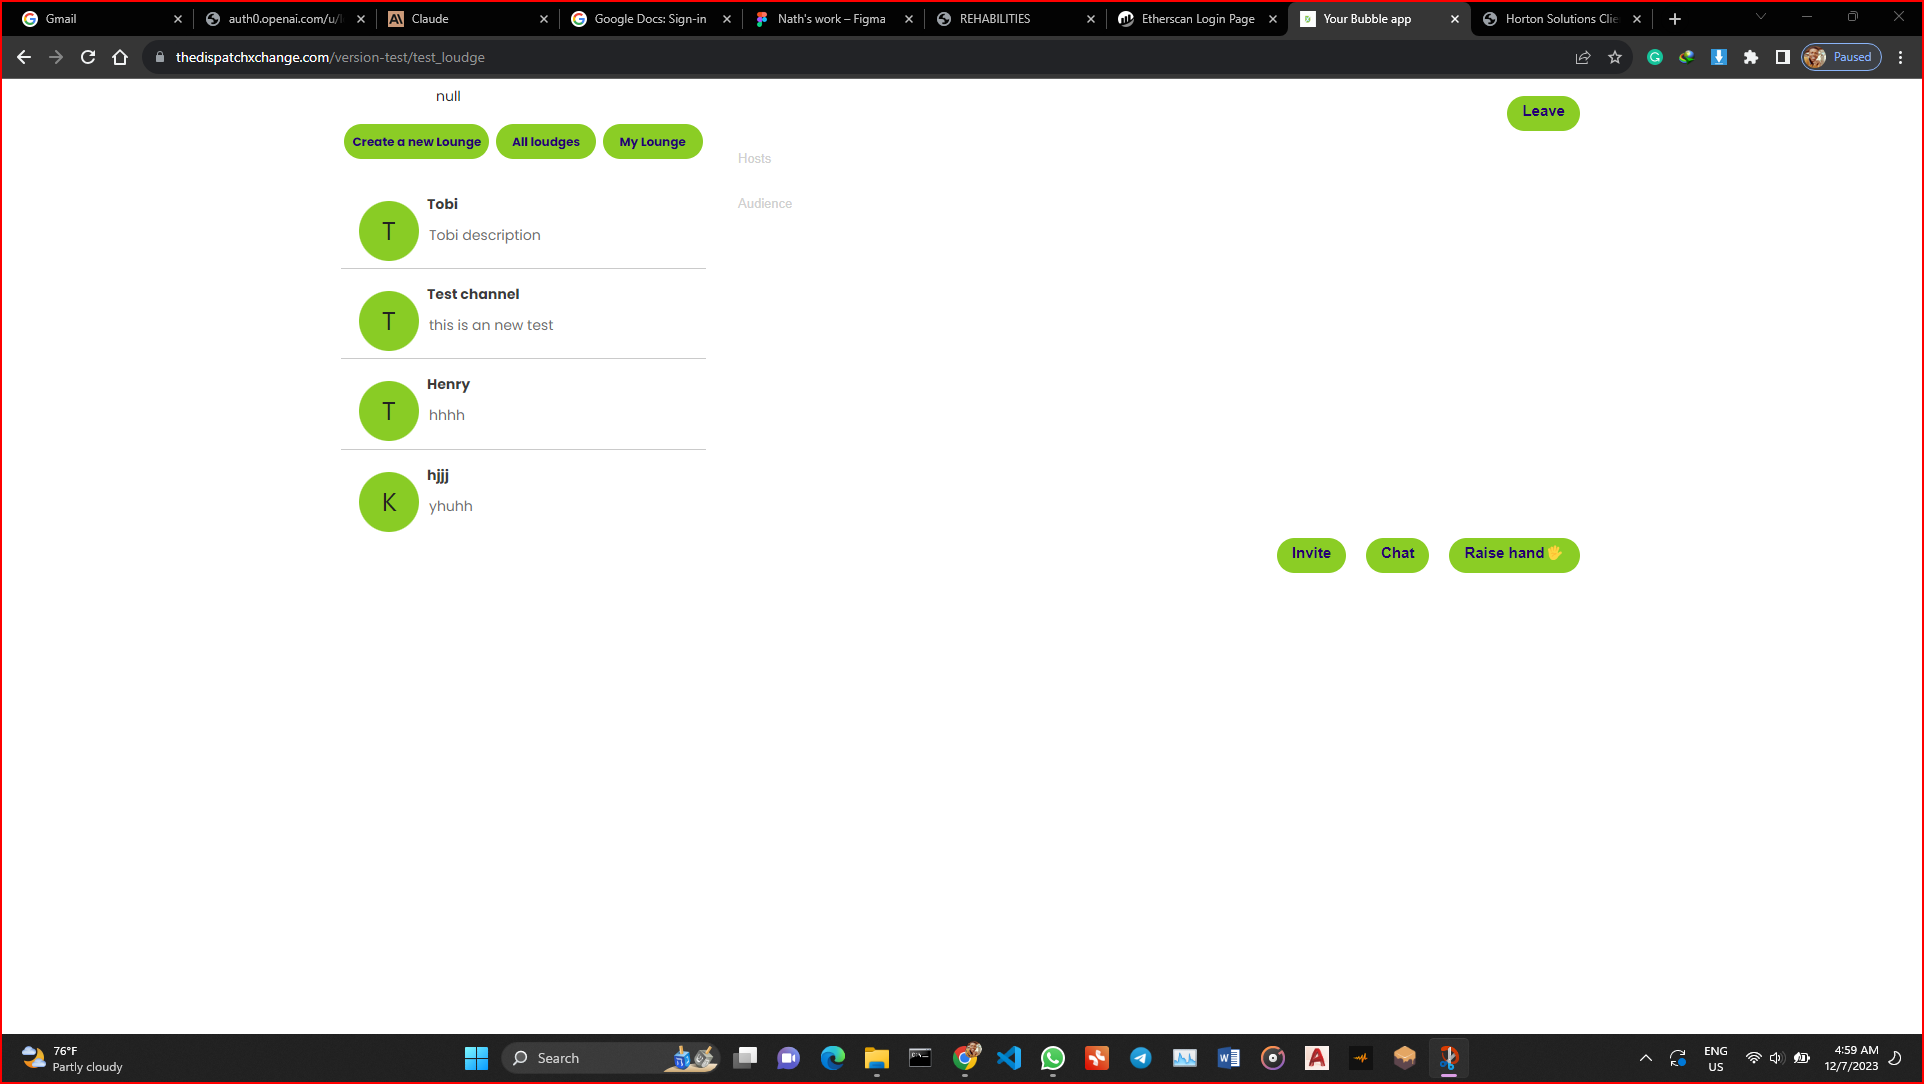 Gmail
auth0.openai.com/u/l
Claude
Google Docs: Sign-in
Nath's work – Figma
REHABILITIES
Etherscan Login Page
Your Bubble app
Horton Solutions Clie
thedispatchxchange.com/version-test/test_loudge
Paused
null
Leave
Create a new Lounge
All loudges
My Lounge
Hosts
Audience
T
Tobi
Tobi description
T
Test channel
this is an new test
T
Henry
hhhh
K
hjjj
yhuhh
Invite
Chat
Raise hand🖐
76°F
Partly cloudy
Search
ENG
US
4:59 AM
12/7/2023